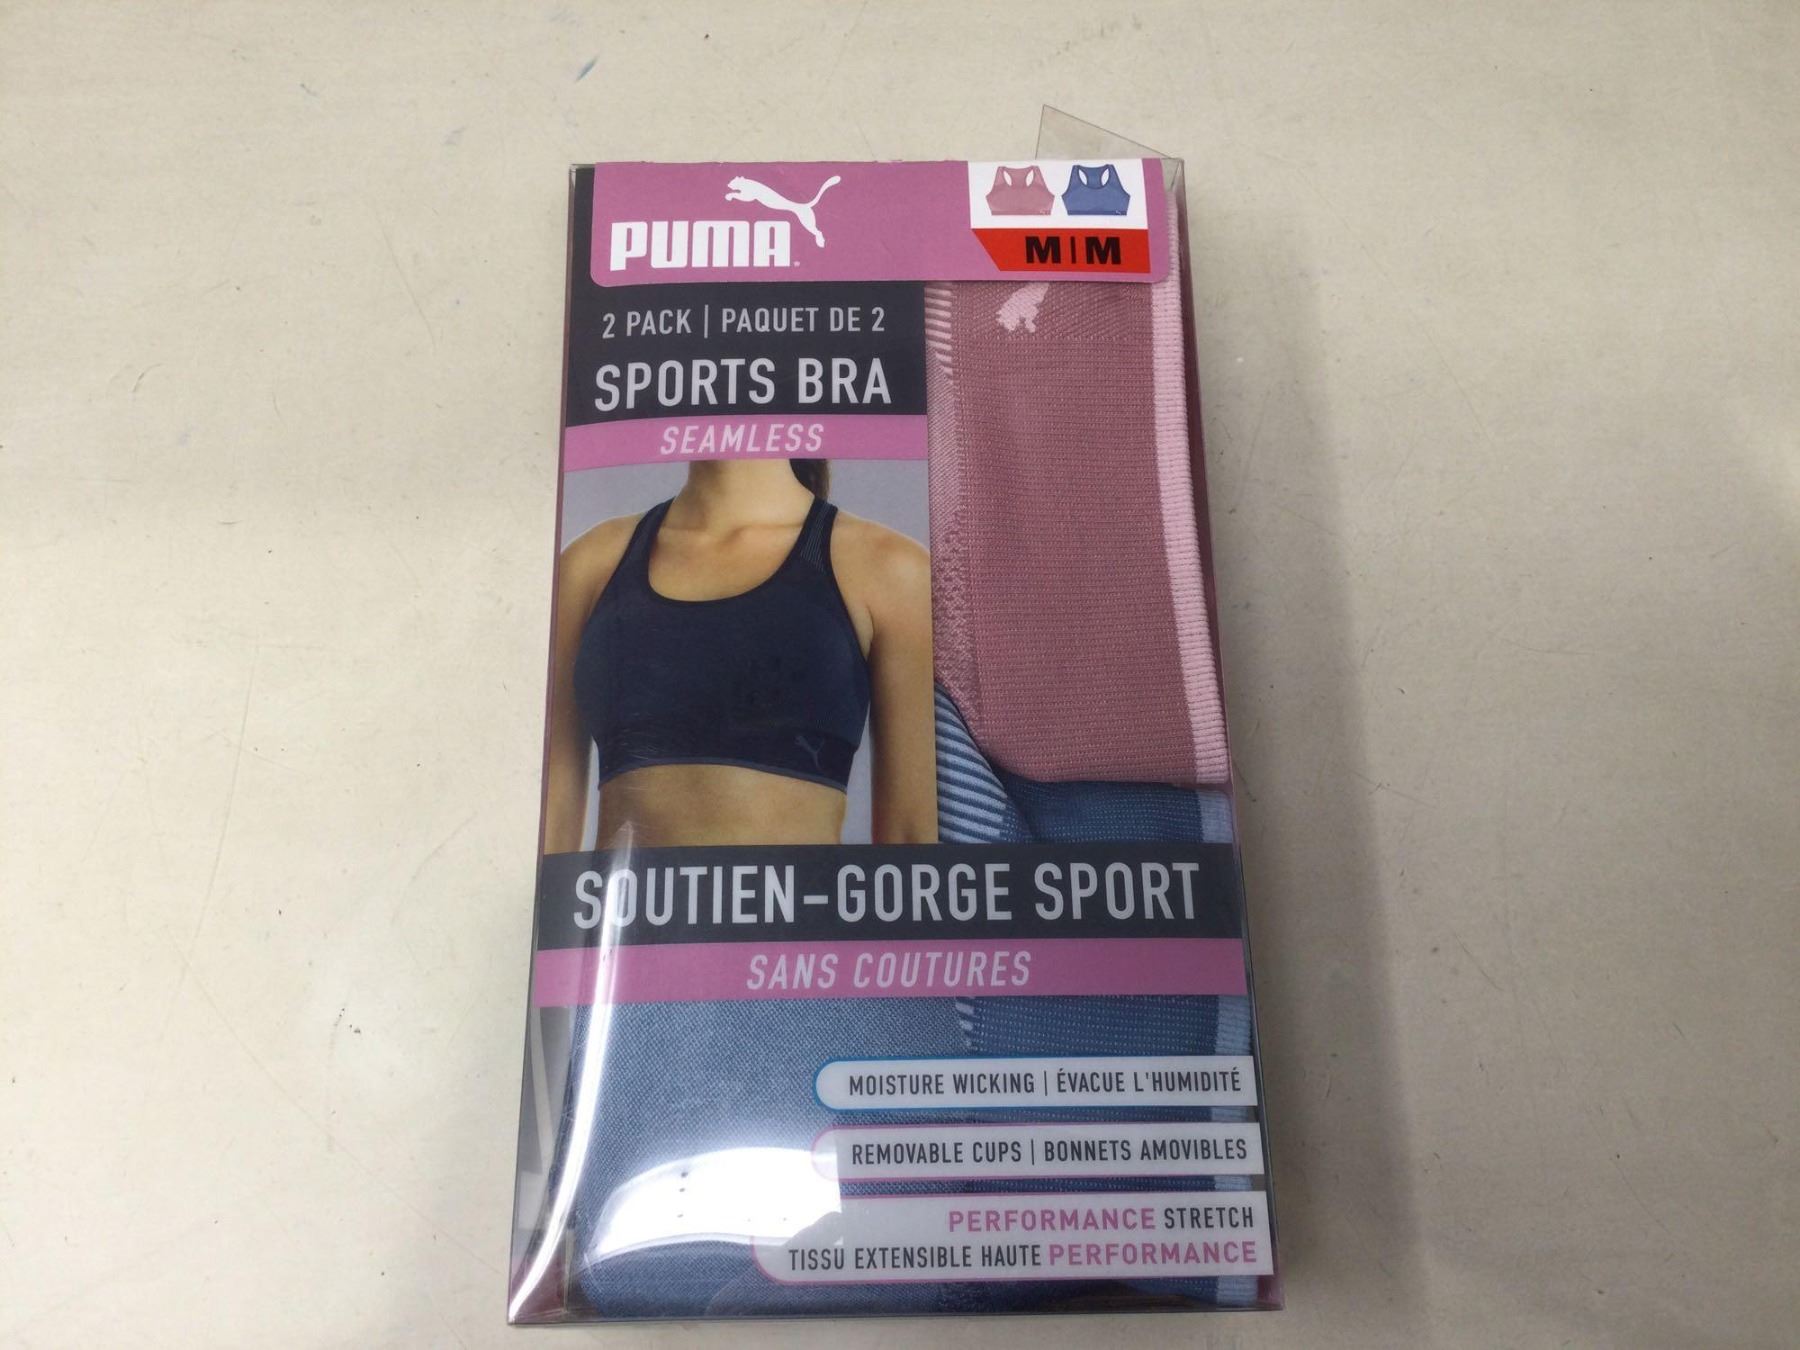 PUMA
M | M
2 PACK | PAQUET DE 2
SPORTS BRA
SEAMLESS
SOUTIEN-GORGE SPORT
SANS COUTURES
MOISTURE WICKING | ÉVACUE L'HUMIDITÉ
REMOVABLE CUPS | BONNETS AMOVIBLES
PERFORMANCE STRETCH
TISSU EXTENSIBLE HAUTE PERFORMANCE